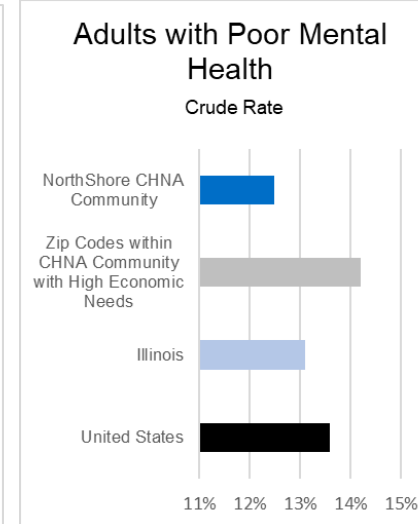 Adults with Poor Mental
Health
Crude Rate
NorthShore CHNA
Community
Zip Codes within
CHNA Community
with High Economic
Needs
Illinois
United States
11% 12% 13% 14% 15%